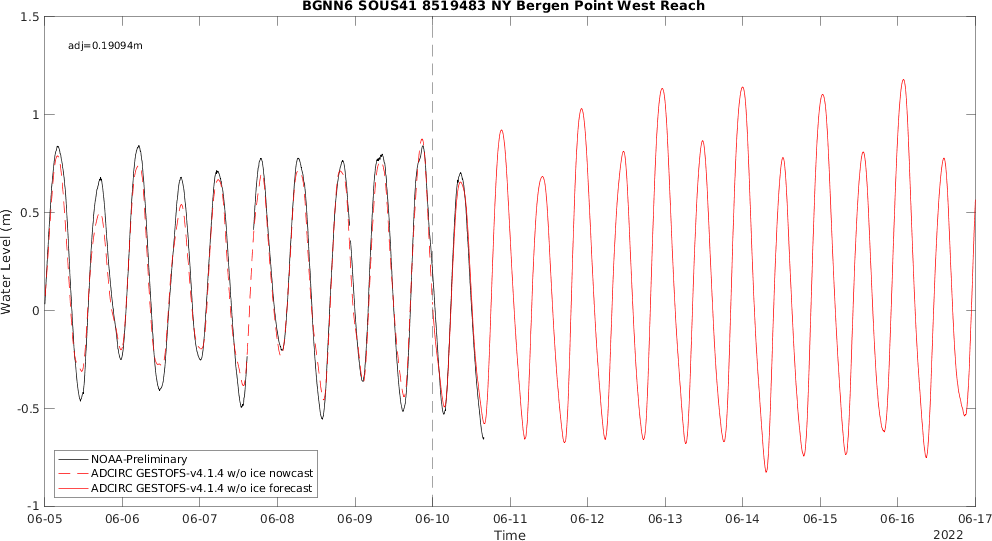 BGNN6 SOUS41 8519483 NY Bergen Point West Reach
adj=0.19094m
1.5
1
0.5
0
-0.5
-1
Water Level (m)
NOAA-Preliminary
ADCIRC GESTOFS-v4.1.4 w/o ice nowcast
ADCIRC GESTOFS-v4.1.4 w/o ice forecast
06-05 06-06 06-07 06-08 06-09 06-10 06-11 06-12 06-13 06-14 06-15 06-16 06-17
Time
2022